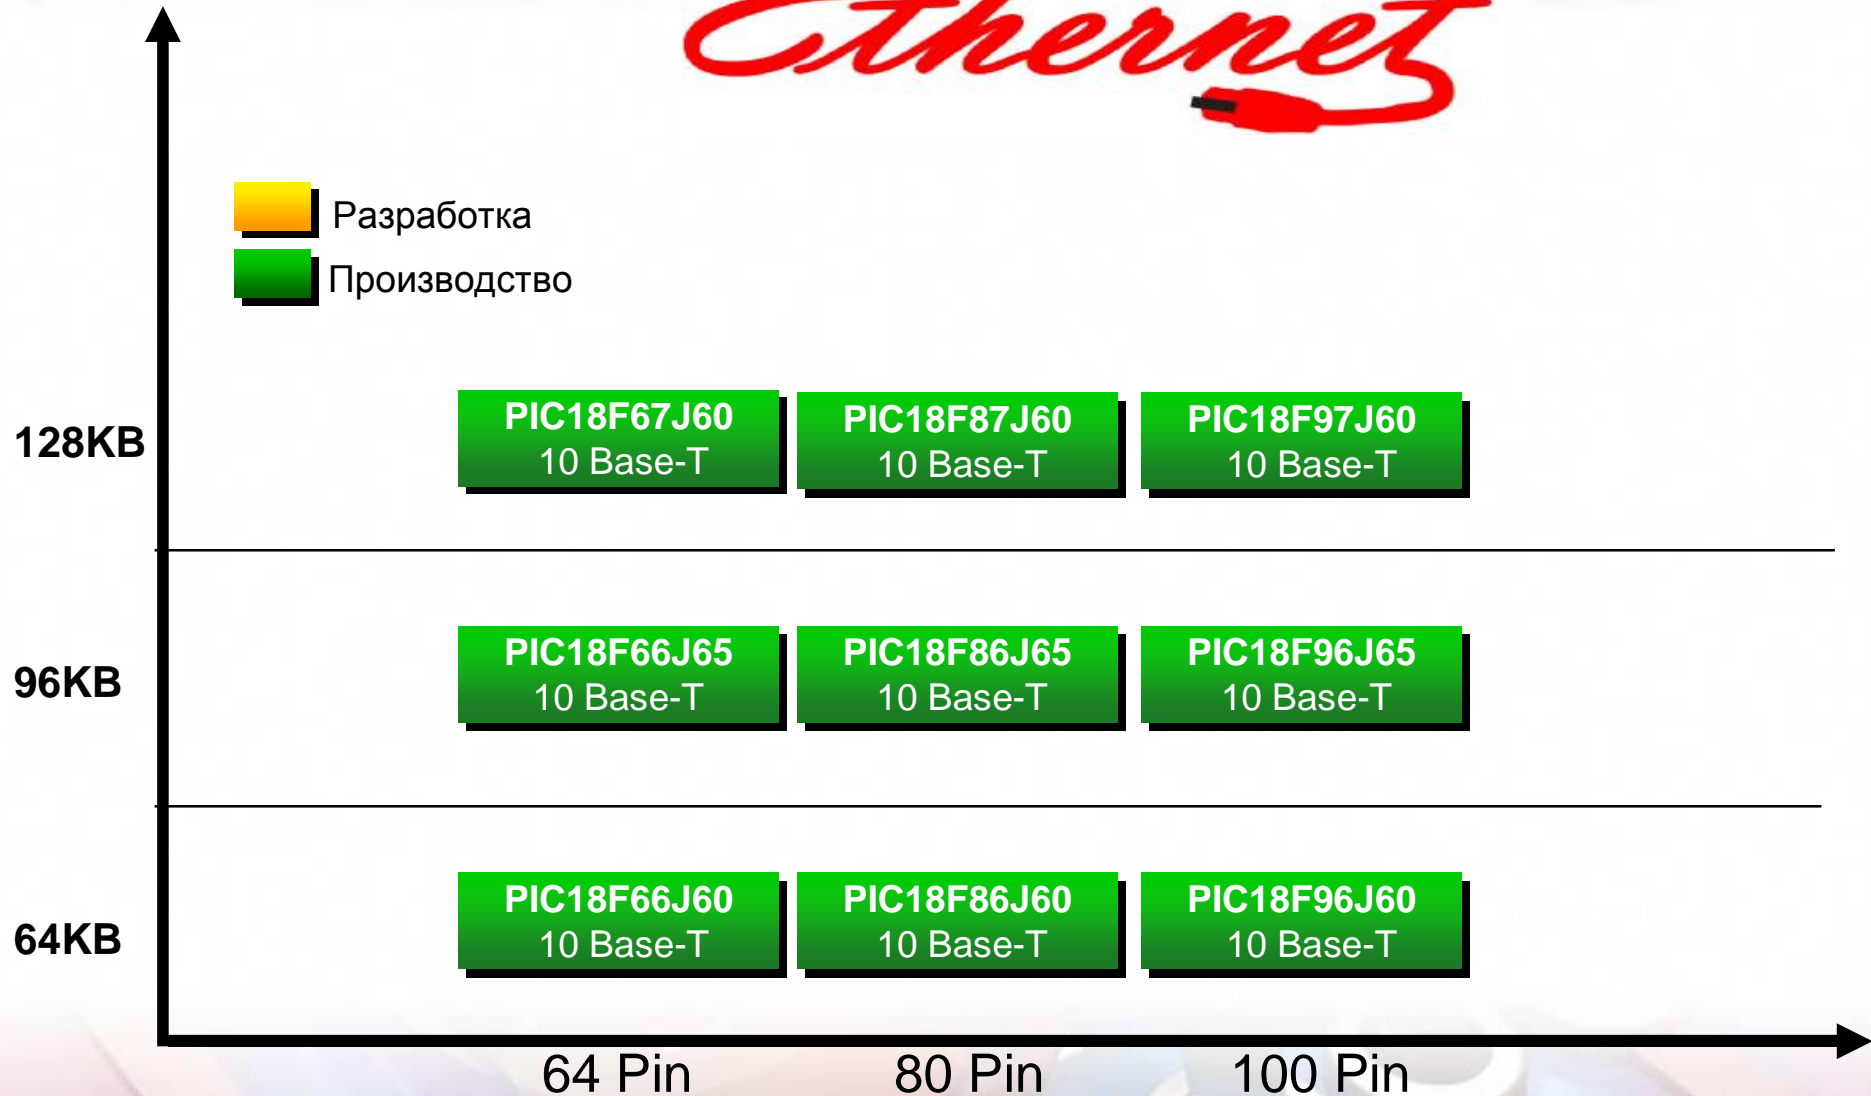 Ethernet
Разработка
Производство
128KB
PIC18F67J60
10 Base-T
PIC18F87J60
10 Base-T
PIC18F97J60
10 Base-T
96KB
PIC18F66J65
10 Base-T
PIC18F86J65
10 Base-T
PIC18F96J65
10 Base-T
64KB
PIC18F66J60
10 Base-T
PIC18F86J60
10 Base-T
PIC18F96J60
10 Base-T
64 Pin
80 Pin
100 Pin